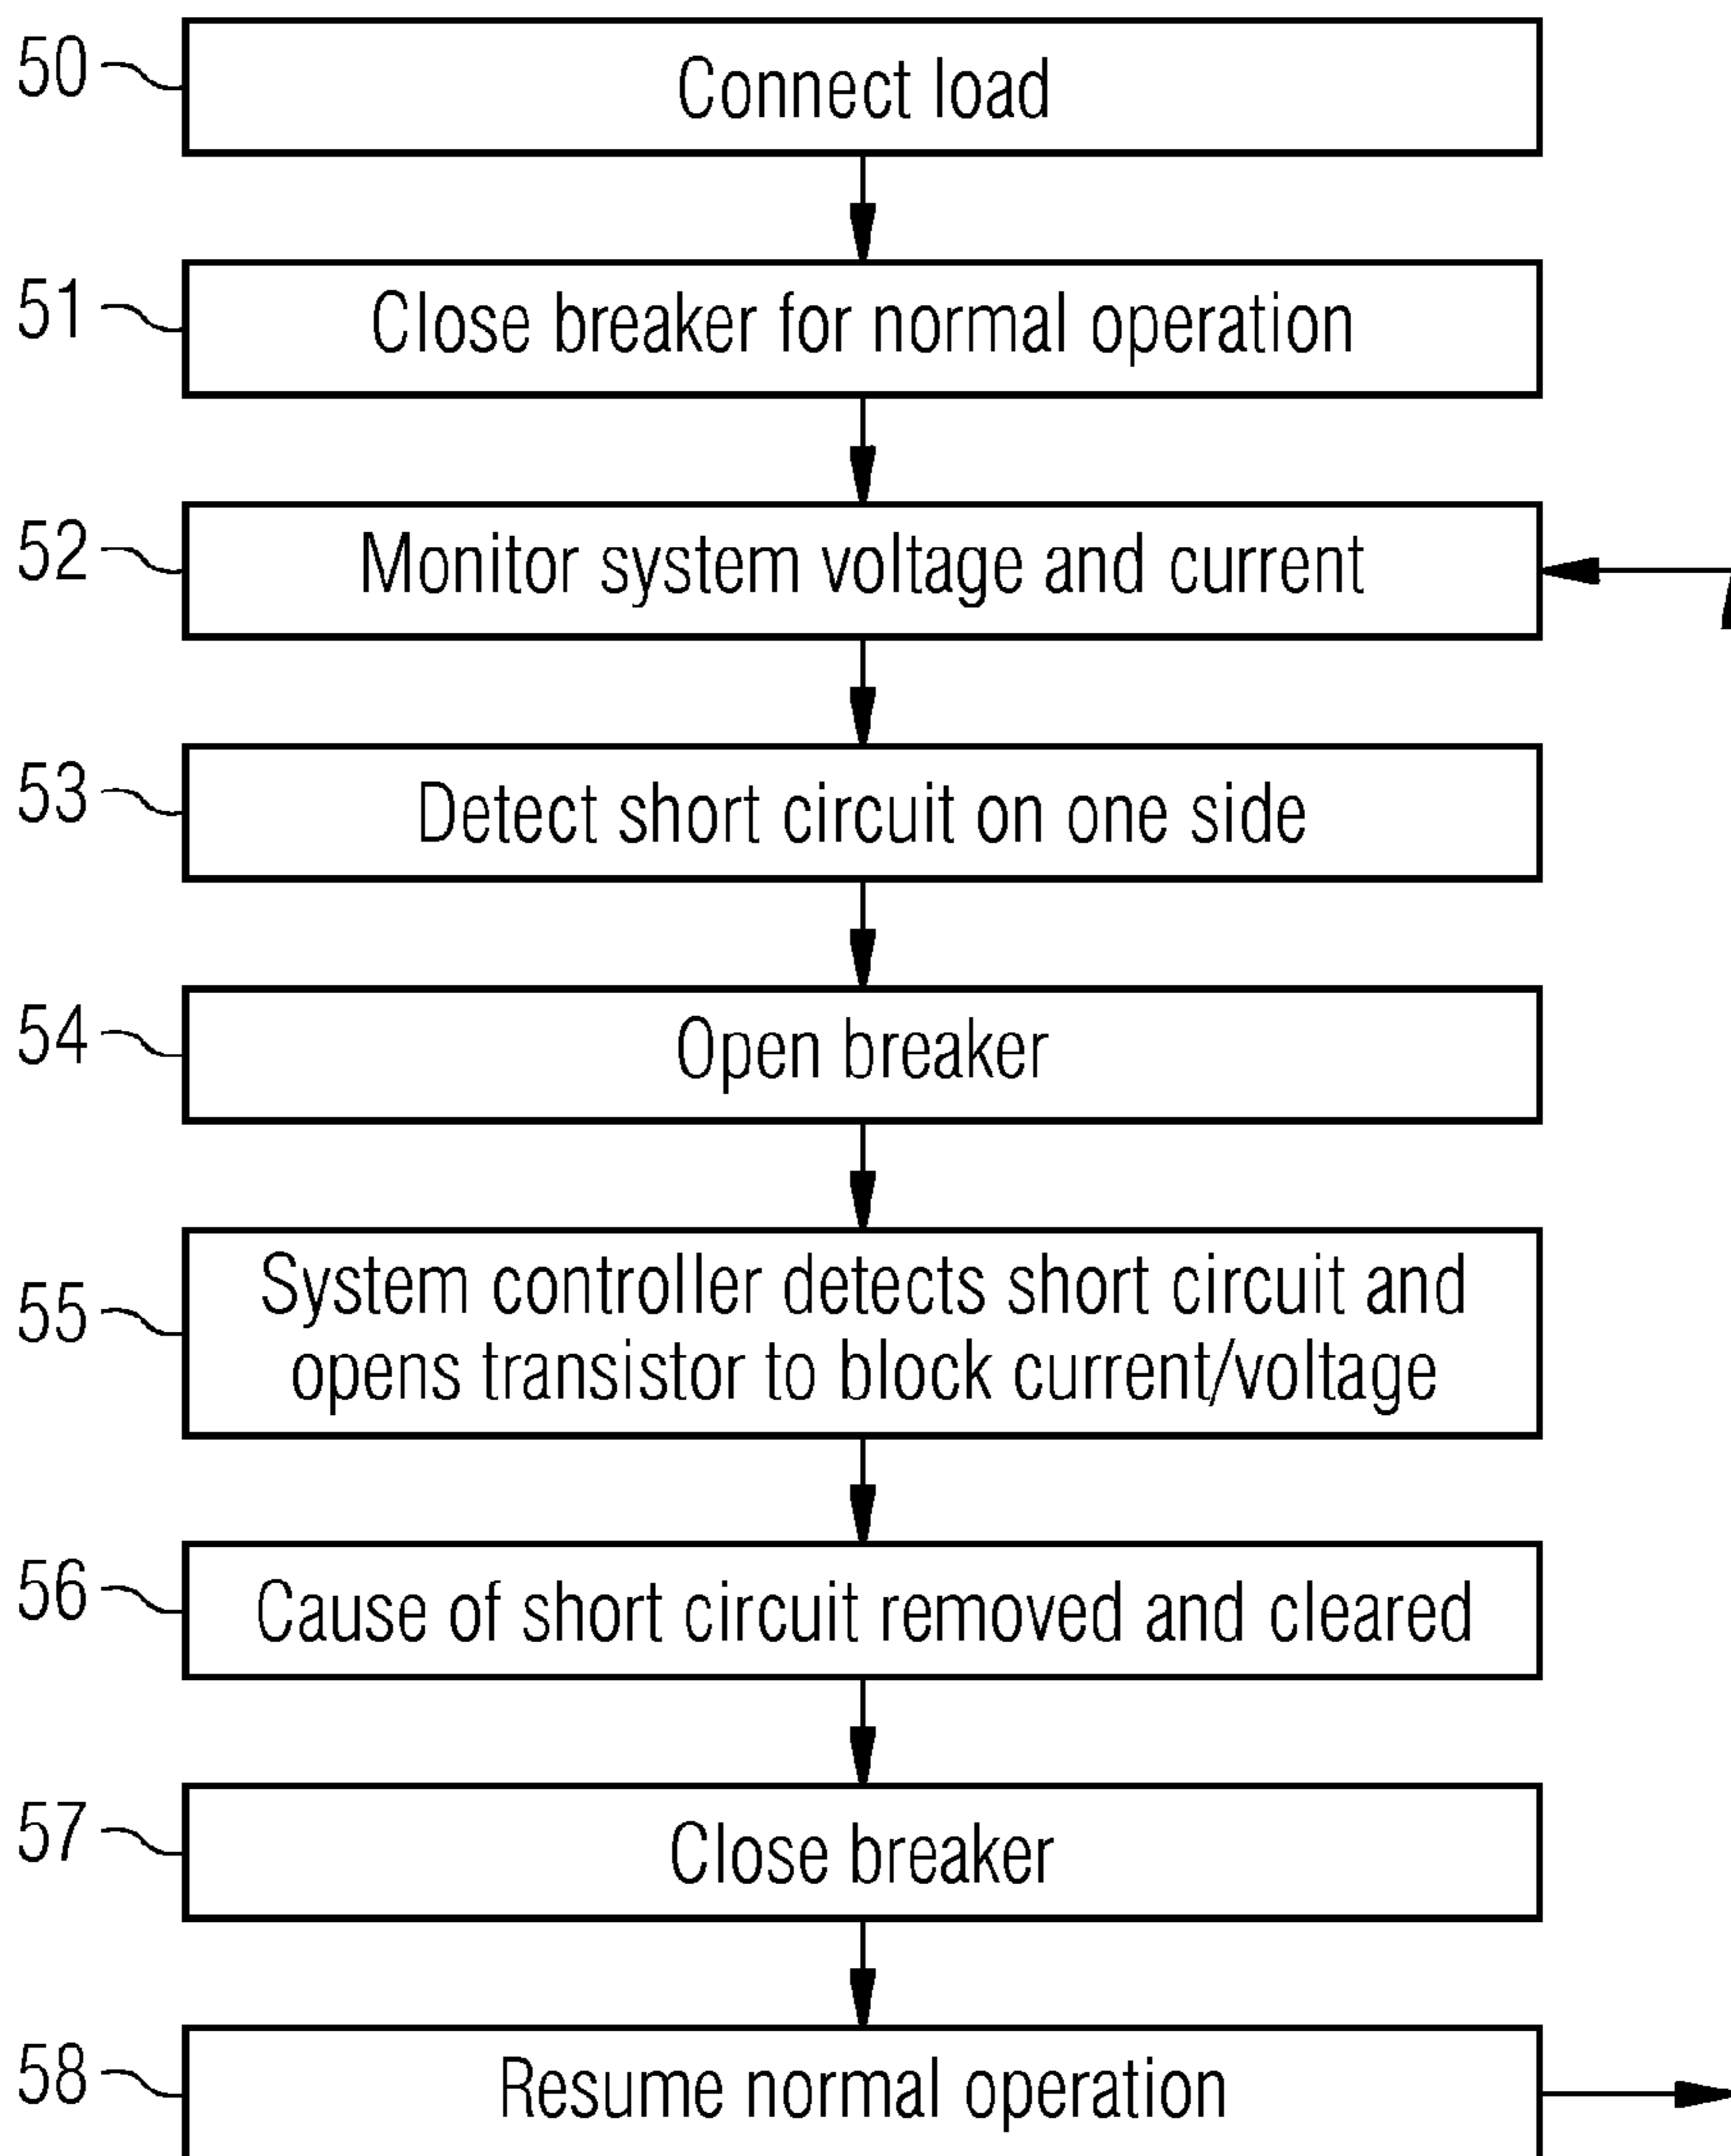 50
Connect load
51
Close breaker for normal operation
52
Monitor system voltage and current
53
Detect short circuit on one side
54
Open breaker
55
System controller detects short circuit and
opens transistor to block current/voltage
56
Cause of short circuit removed and cleared
57
Close breaker
58
Resume normal operation